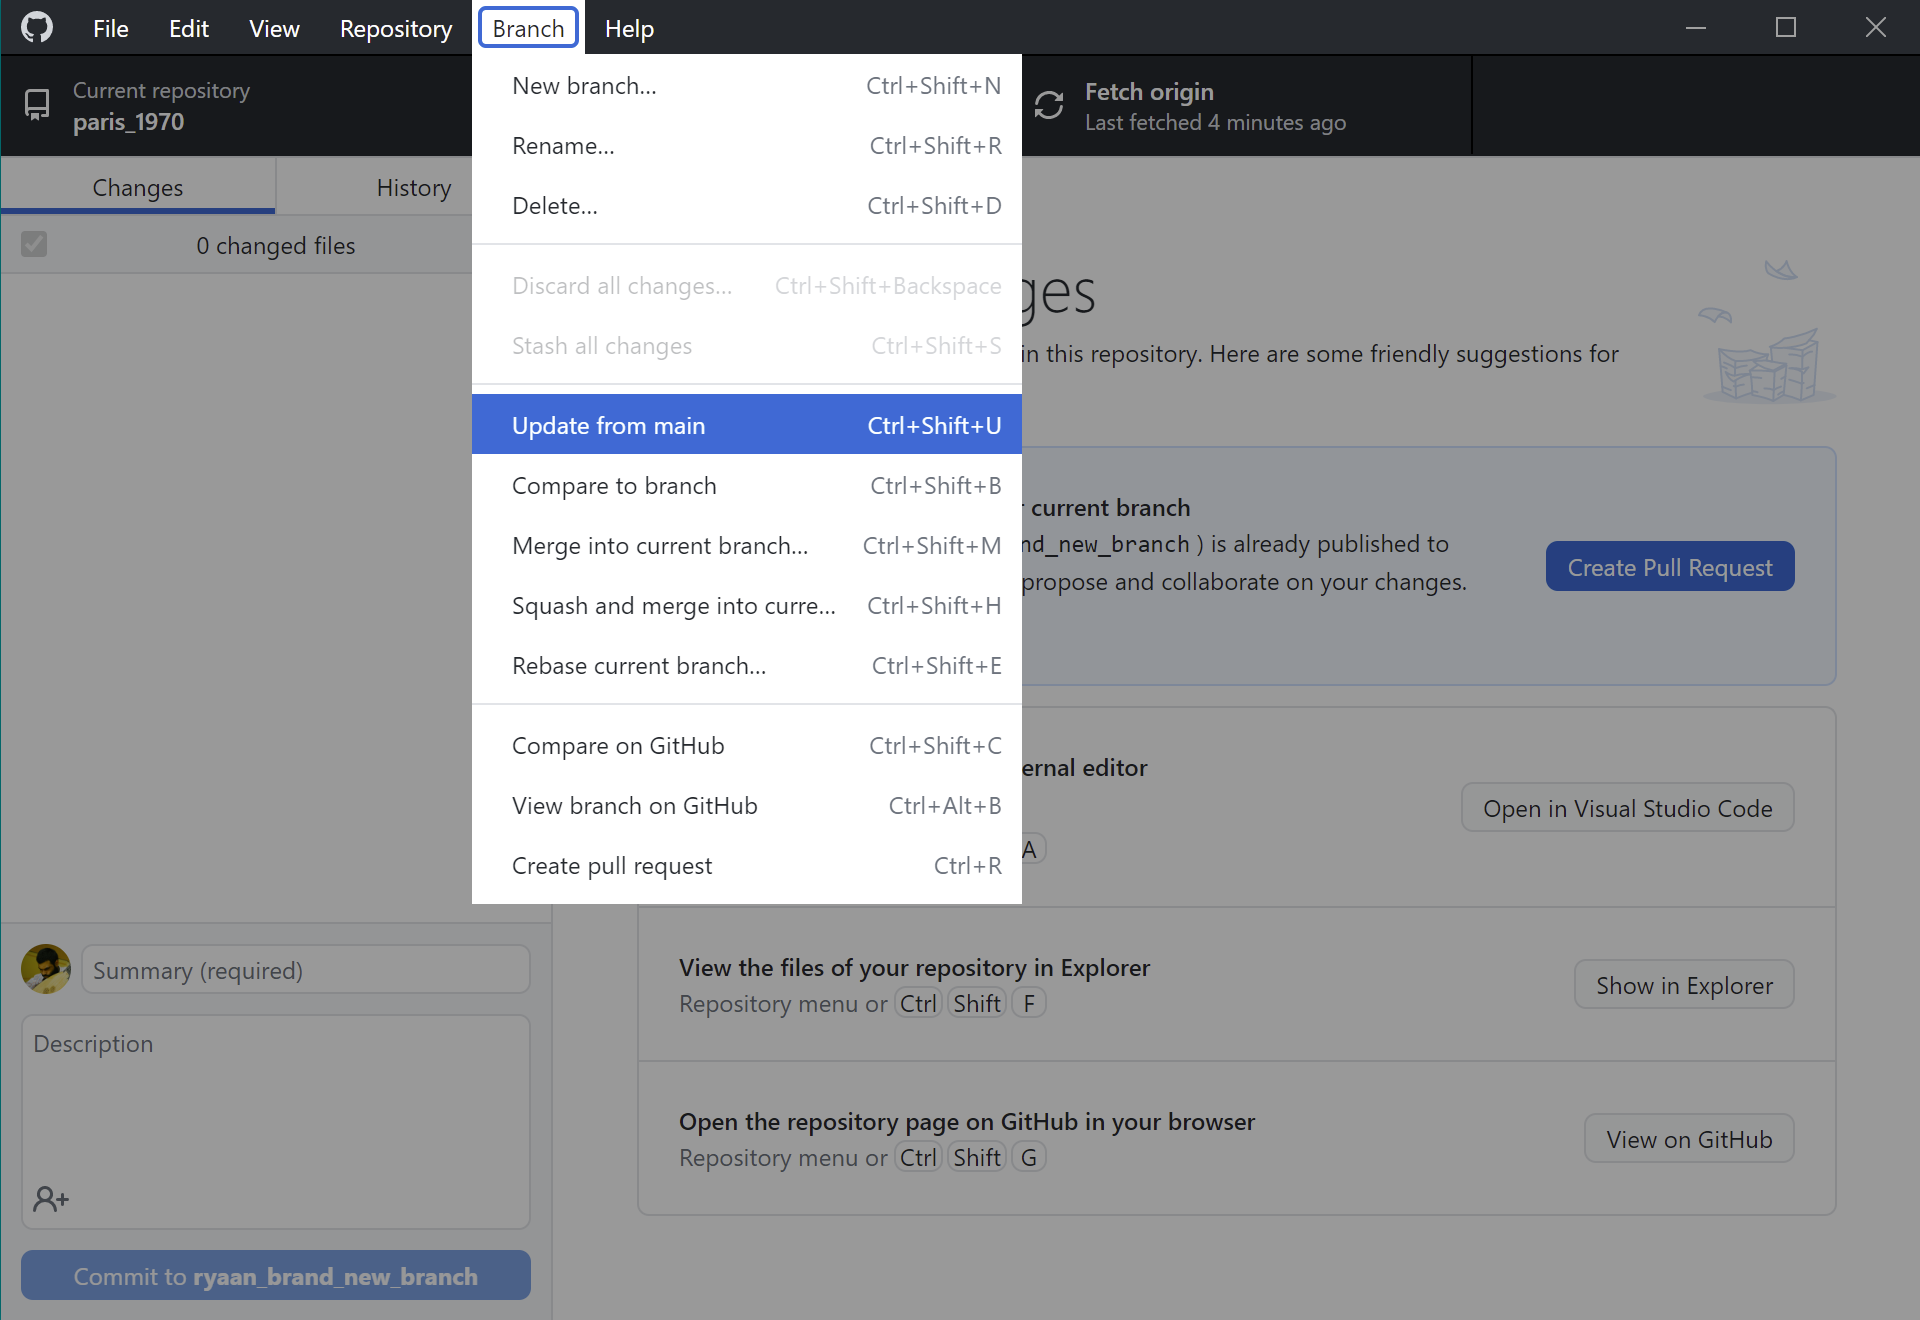 File Edit View Repository Branch Help
Current repository
paris_1970
Fetch origin
Last fetched 4 minutes ago
Changes History
0 changed files
New branch... Ctrl+Shift+N
Rename... Ctrl+Shift+R
Delete... Ctrl+Shift+D
Discard all changes... Ctrl+Shift+Backspace
Stash all changes Ctrl+Shift+S
Update from main Ctrl+Shift+U
Compare to branch Ctrl+Shift+B
Merge into current branch... Ctrl+Shift+M
Squash and merge into curre... Ctrl+Shift+H
Rebase current branch... Ctrl+Shift+E
Compare on GitHub Ctrl+Shift+C
View branch on GitHub Ctrl+Alt+B
Create pull request Ctrl+R
ges
in this repository. Here are some friendly suggestions for
current branch
nd_new_branch ) is already published to
propose and collaborate on your changes.
Create Pull Request
ernal editor
A
Open in Visual Studio Code
View the files of your repository in Explorer
Repository menu or Ctrl Shift F
Show in Explorer
Open the repository page on GitHub in your browser
Repository menu or Ctrl Shift G
View on GitHub
Summary (required)
Description
Commit to ryaan_brand_new_branch